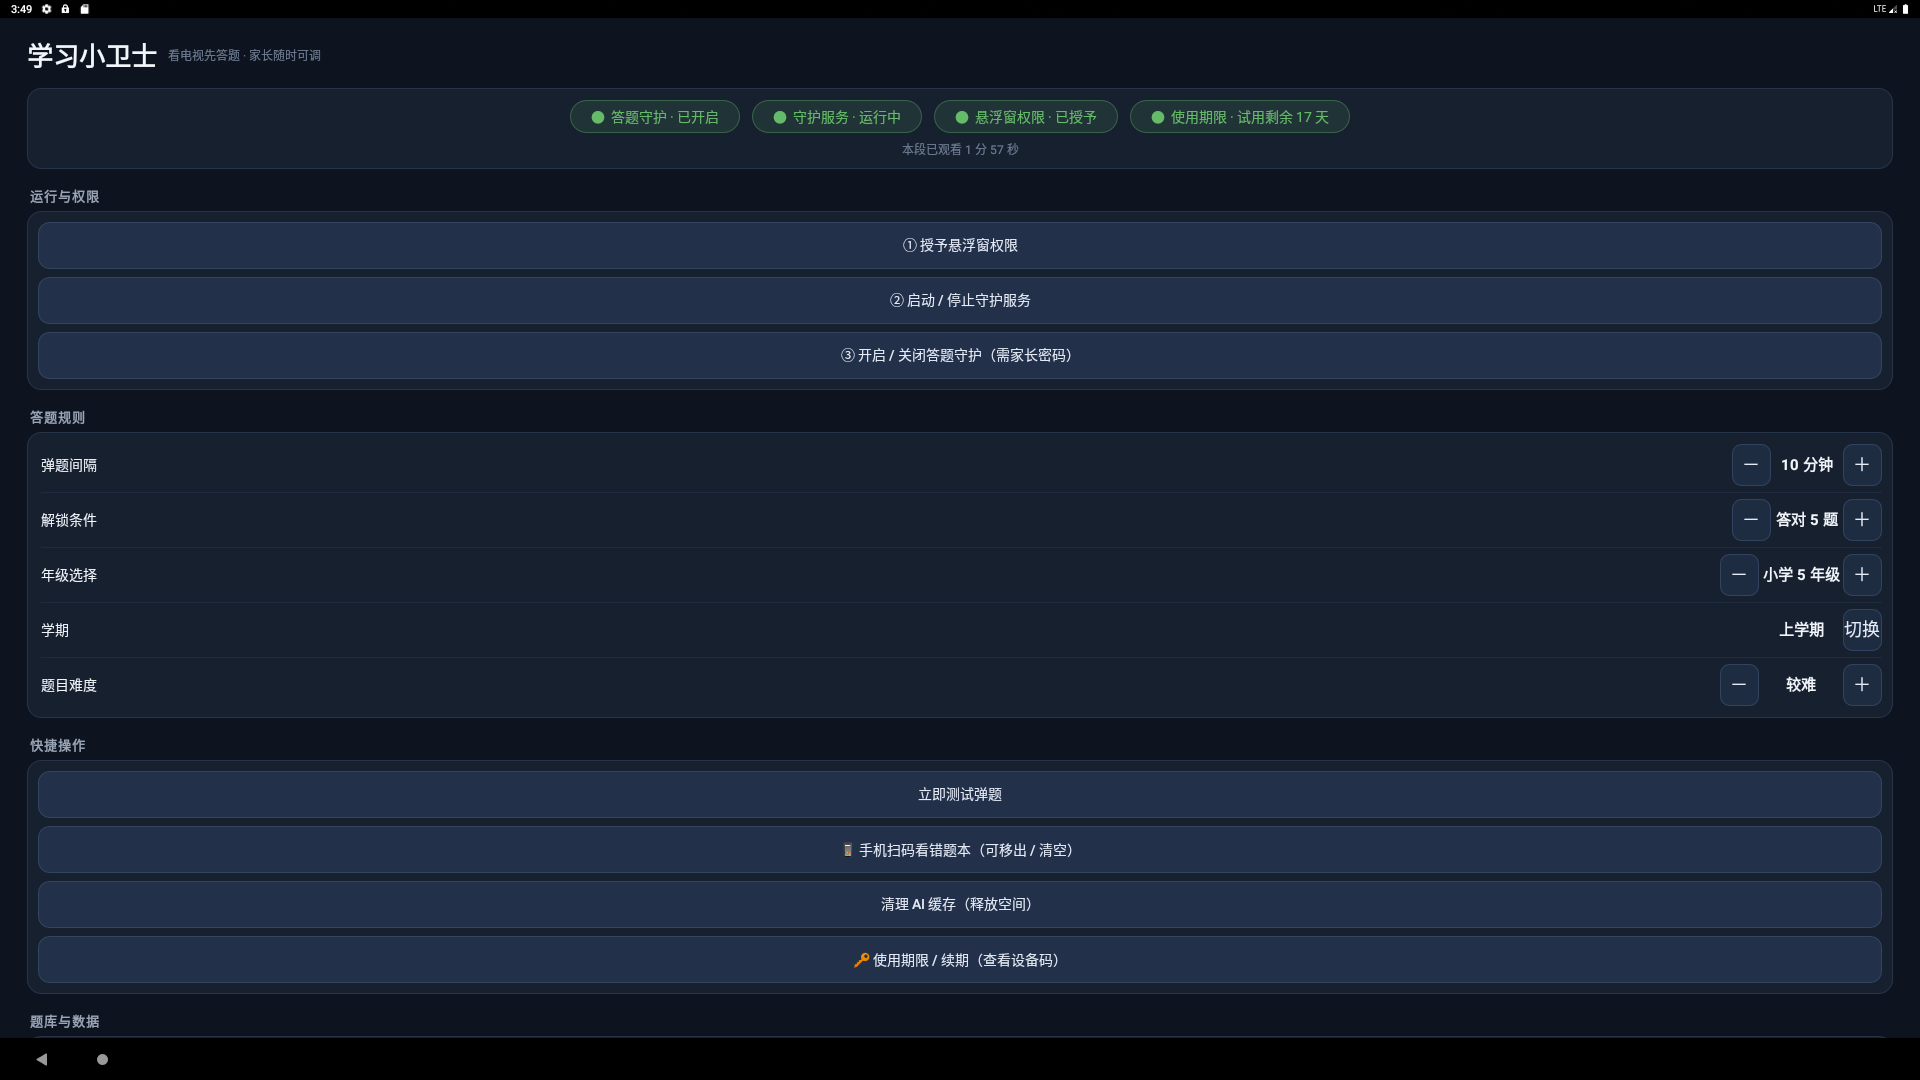 3:49
LTE
学习小卫士 看电视先答题 · 家长随时可调
答题守护 · 已开启 守护服务 · 运行中 悬浮窗权限 · 已授予 使用期限 · 试用剩余 17 天
本段已观看 1 分 57 秒
运行与权限
① 授予悬浮窗权限
② 启动 / 停止守护服务
③ 开启 / 关闭答题守护（需家长密码）
答题规则
弹题间隔 － 10 分钟 ＋
解锁条件 － 答对 5 题 ＋
年级选择 － 小学 5 年级 ＋
学期 上学期 切换
题目难度 － 较难 ＋
快捷操作
立即测试弹题
手机扫码看错题本（可移出 / 清空）
清理 AI 缓存（释放空间）
使用期限 / 续期（查看设备码）
题库与数据